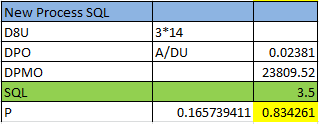 New Process SQL
D8U 3*14
DPO A/DU 0.02381
DPMO 23809.52
SQL 3.5
P 0.165739411 0.834261